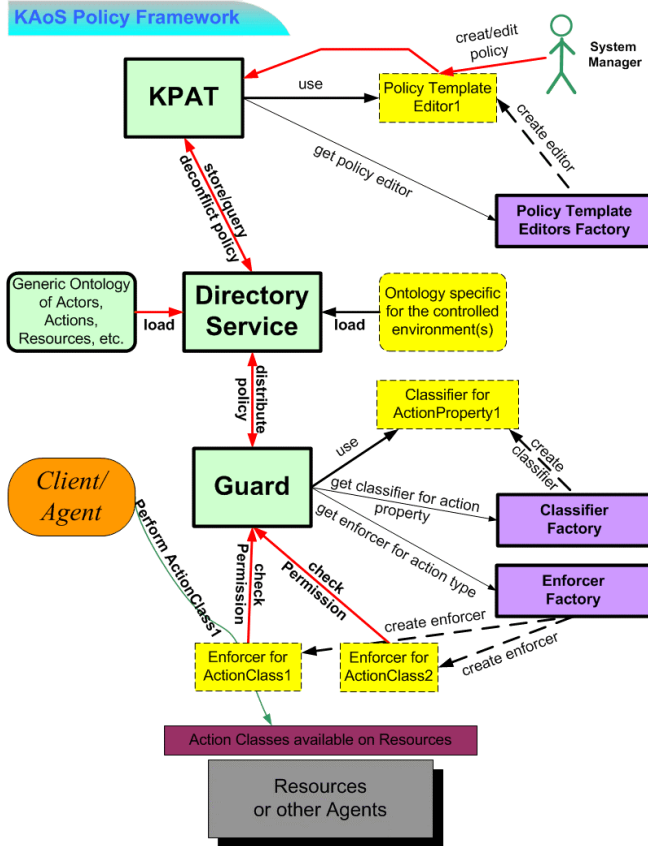 KAoS Policy Framework
creat/edit
policy
System
Manager
KPAT
use
Policy Template
Editor1
create editor
get policy editor
Policy Template
Editors Factory
store/query
deconflict policy
Generic Ontology
of Actors,
Actions,
Resources, etc.
load
Directory
Service
load
Ontology specific
for the controlled
environment(s)
distribute
policy
Classifier for
ActionProperty1
use
create
classifier
Client/
Agent
Guard
get classifier for action
property
Classifier
Factory
get enforcer for action type
Perform ActionClass1
check
Permission
check
Permission
Enforcer
Factory
create enforcer
create enforcer
Enforcer for
ActionClass1
Enforcer for
ActionClass2
Action Classes available on Resources
Resources
or other Agents